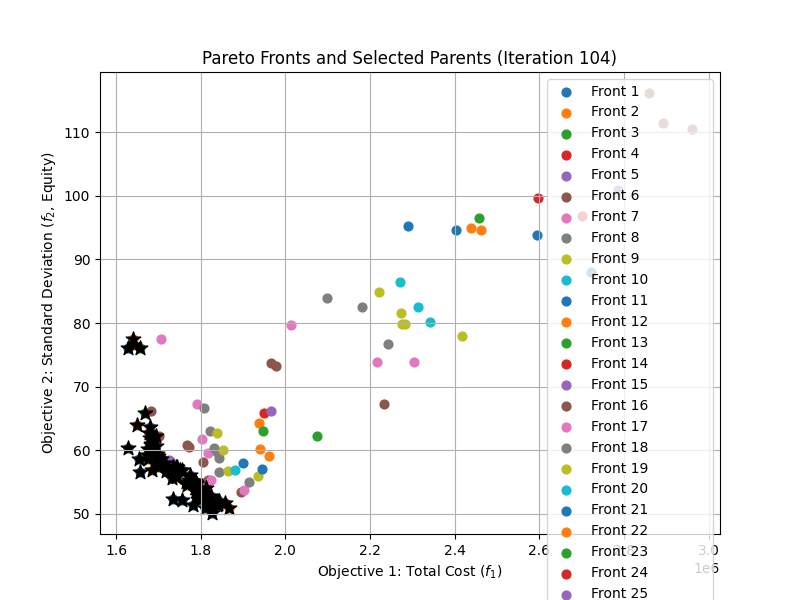 Pareto Fronts and Selected Parents (Iteration 104)
Objective 2: Standard Deviation (f₂, Equity)
110
100
90
80
70
60
50
1.6
1.8
2.0
2.2
2.4
2.6
2.8
3.0
1e6
Objective 1: Total Cost (f₁)
Front 1
Front 2
Front 3
Front 4
Front 5
Front 6
Front 7
Front 8
Front 9
Front 10
Front 11
Front 12
Front 13
Front 14
Front 15
Front 16
Front 17
Front 18
Front 19
Front 20
Front 21
Front 22
Front 23
Front 24
Front 25